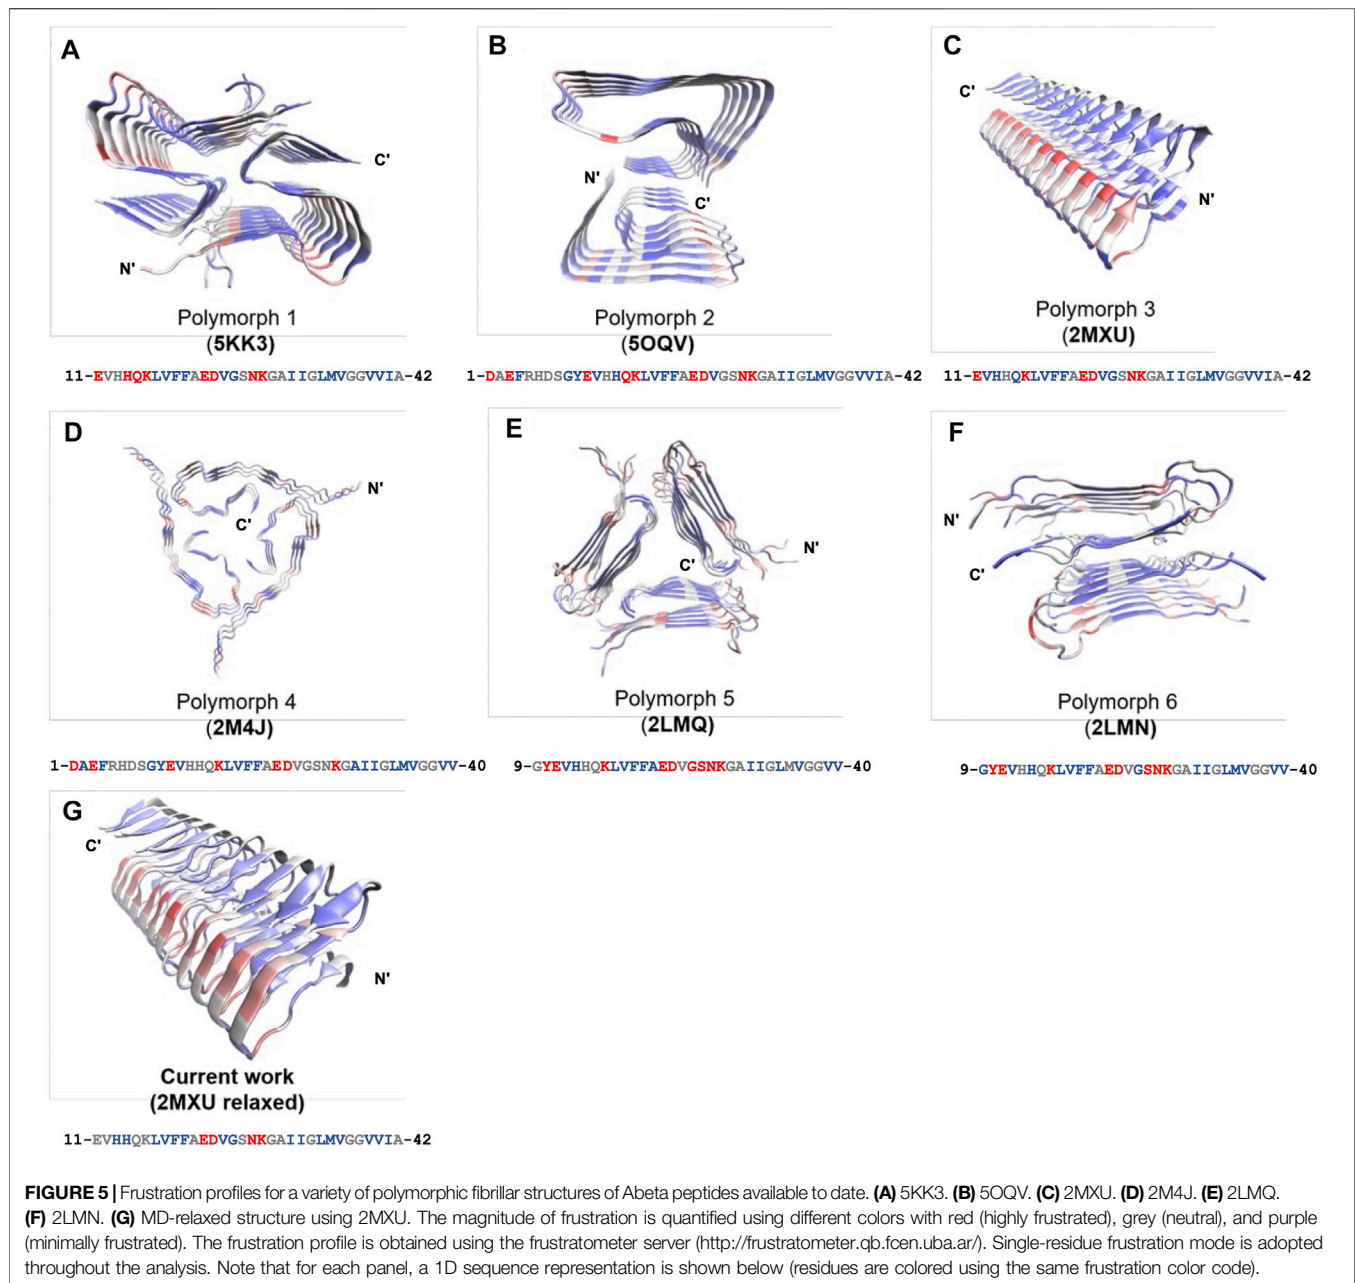 A
C'
N'
Polymorph 1
(5KK3)
11-EVHHQKLVFFAEDVGSNKGAIIGLMVGGVVIA-42
B
N'
C'
Polymorph 2
(5OQV)
1-DAEFRHDSGYEVHHQKLVFFAEDVGSNKGAIIGLMVGGVVIA-42
C
C'
N'
Polymorph 3
(2MXU)
11-EVHHQKLVFFAEDVGSNKGAIIGLMVGGVVIA-42
D
N'
C'
Polymorph 4
(2M4J)
1-DAEFRHDSGYEVHHQKLVFFAEDVGSNKGAIIGLMVGGVV-40
E
N'
C'
Polymorph 5
(2LMQ)
9-GYEVHHQKLVFFAEDVGSNKGAIIGLMVGGVV-40
F
N'
C'
Polymorph 6
(2LMN)
9-GYEVHHQKLVFFAEDVGSNKGAIIGLMVGGVV-40
G
C'
N'
Current work
(2MXU relaxed)
11-EVHHQKLVFFAEDVGSNKGAIIGLMVGGVVIA-42
FIGURE 5 | Frustration profiles for a variety of polymorphic fibrillar structures of Abeta peptides available to date. (A) 5KK3. (B) 5OQV. (C) 2MXU. (D) 2M4J. (E) 2LMQ.
(F) 2LMN. (G) MD-relaxed structure using 2MXU. The magnitude of frustration is quantified using different colors with red (highly frustrated), grey (neutral), and purple
(minimally frustrated). The frustration profile is obtained using the frustratometer server (http://frustratometer.qb.fcen.uba.ar/). Single-residue frustration mode is adopted
throughout the analysis. Note that for each panel, a 1D sequence representation is shown below (residues are colored using the same frustration color code).